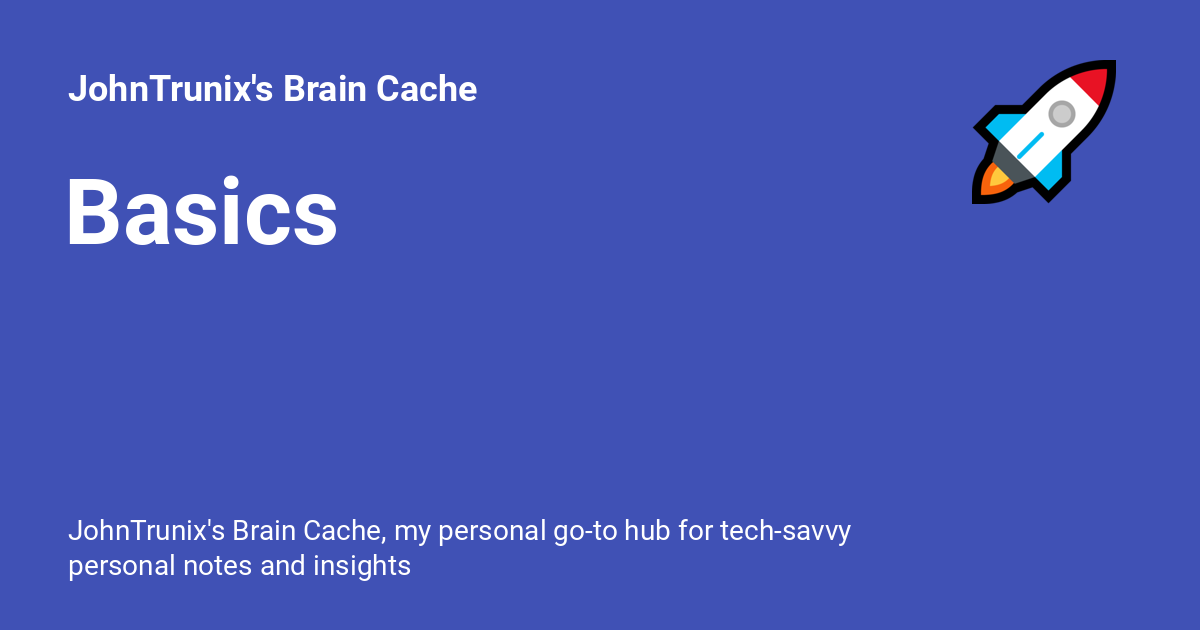 JohnTrunix's Brain Cache
Basics
JohnTrunix's Brain Cache, my personal go-to hub for tech-savvy
personal notes and insights